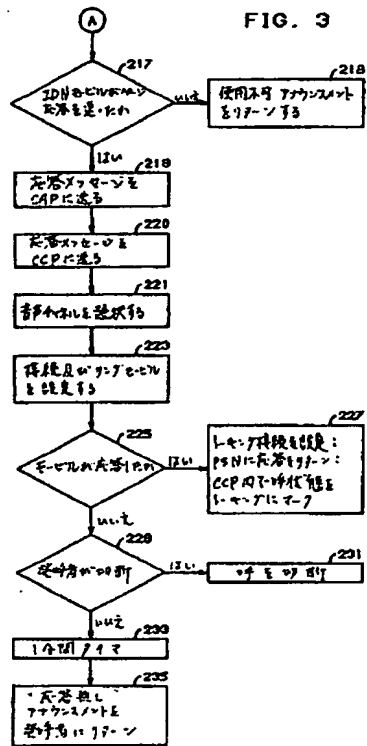 FIG. 3
A
217
IDNモービルがページ
応答を送ったか
いいえ
218
使用不可 アナウンスメント
をリターンする
はい
219
応答メッセージを
CAPに送る
220
応答メッセージを
CCPに送る
221
音声チャネルを選択する
223
接続及びリングモービル
を設定する
225
モービルが応答したか
はい
227
トーキング接続を設定:
PSNに応答をリターン:
CCP内で呼状態を
トーキングにマーク
いいえ
229
発呼者が切断
はい
231
呼を切断
いいえ
233
1分間タイマ
235
応答無し
アナウンスメントを
発呼者にリターン